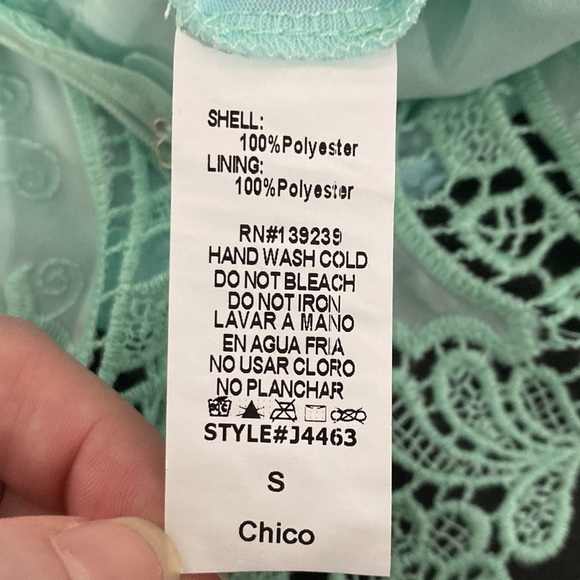 SHELL:
100%Polyester
LINING:
100%Polyester
RN#139239
HAND WASH COLD
DO NOT BLEACH
DO NOT IRON
LAVAR A MANO
EN AGUA FRIA
NO USAR CLORO
NO PLANCHAR
STYLE#J4463
S
Chico